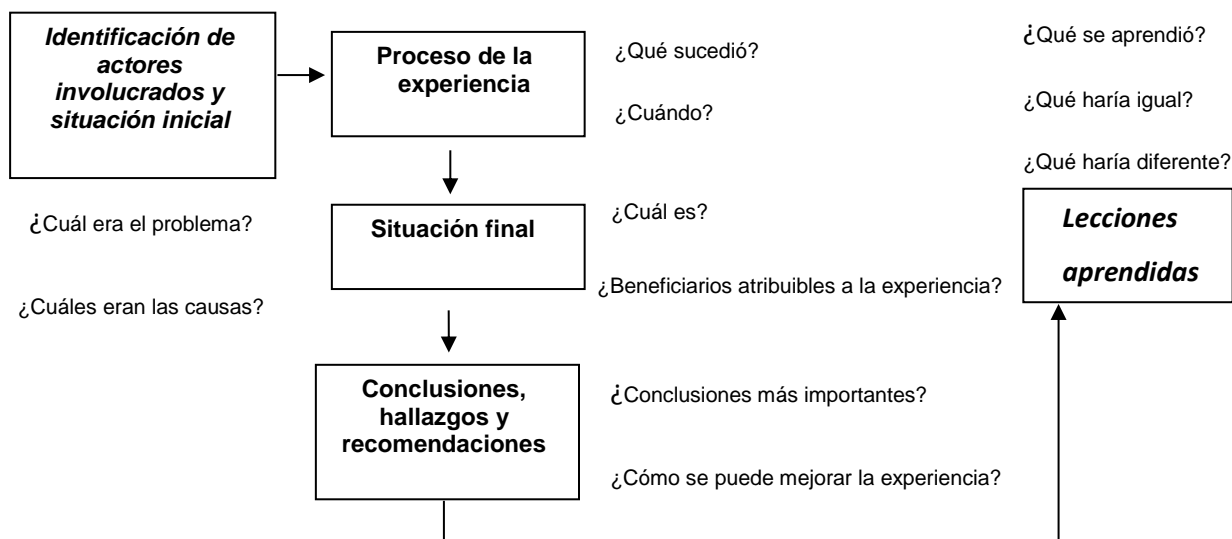 Identificación de
actores
involucrados y
situación inicial
¿Cuál era el problema?
¿Cuáles eran las causas?
Proceso de la
experiencia
¿Qué sucedió?
¿Cuándo?
Situación final
¿Cuál es?
¿Beneficiarios atribuibles a la experiencia?
Conclusiones,
hallazgos y
recomendaciones
¿Conclusiones más importantes?
¿Cómo se puede mejorar la experiencia?
¿Qué se aprendió?
¿Qué haría igual?
¿Qué haría diferente?
Lecciones
aprendidas